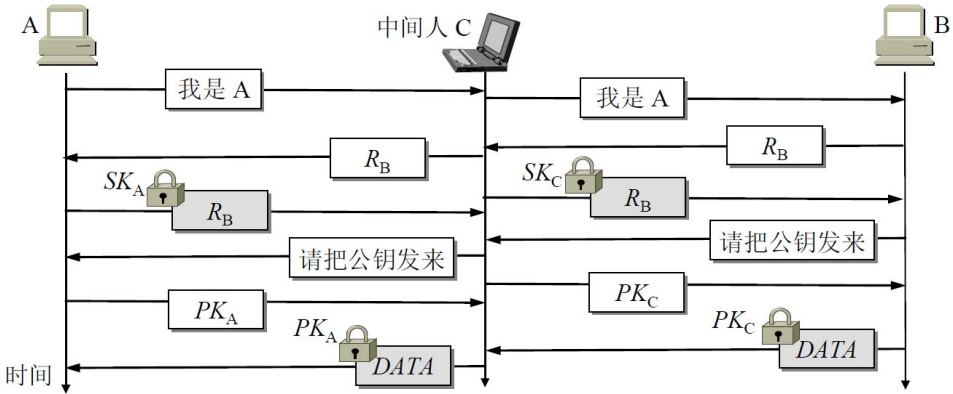 A
中间人 C
B
我是 A
我是 A
R_B
R_B
SK_A
R_B
SK_C
R_B
请把公钥发来
请把公钥发来
PK_A
PK_C
PK_A
DATA
PK_C
DATA
时间